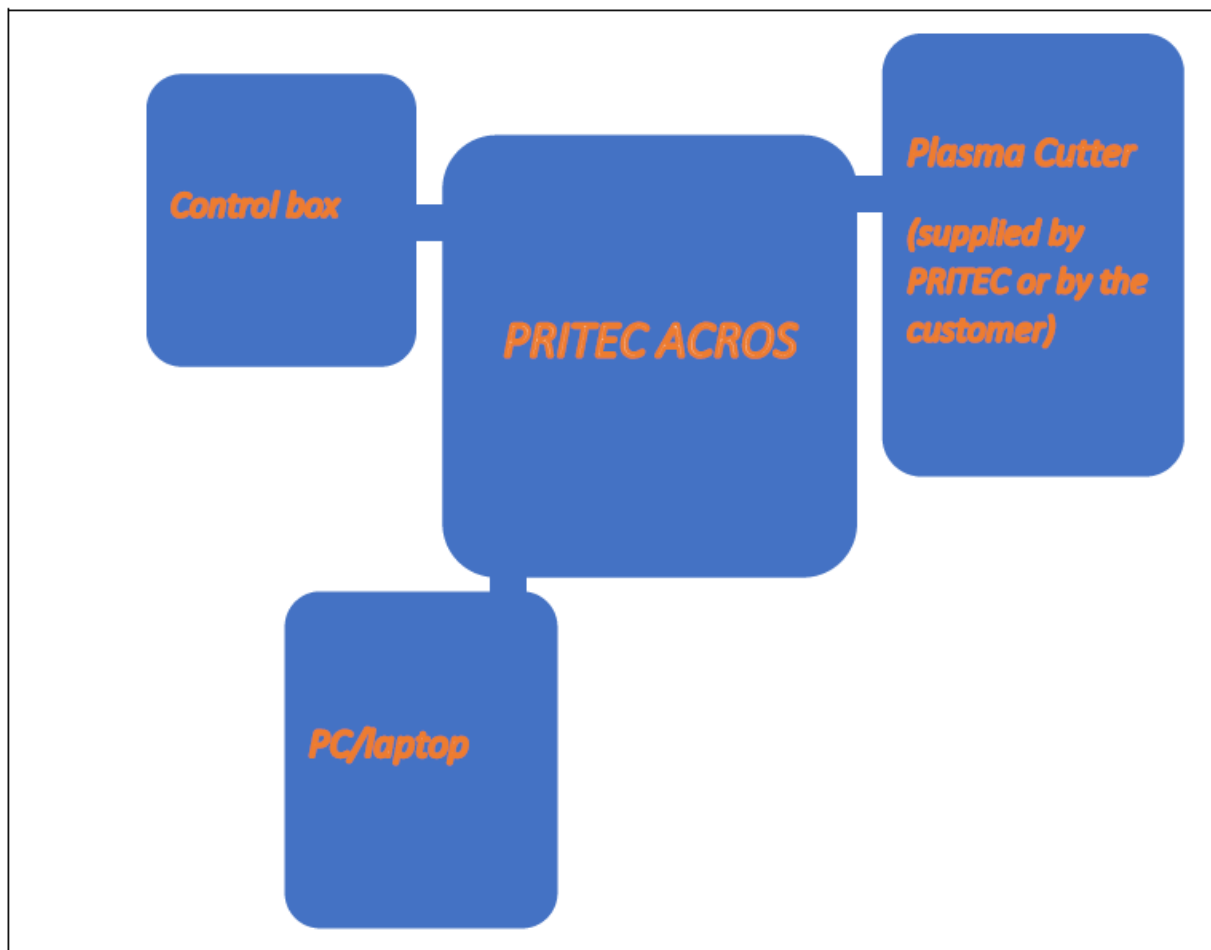 Control box
PRITEC ACROS
Plasma Cutter
(supplied by
PRITEC or by the
customer)
PC/laptop